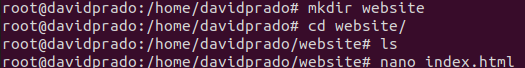 root@davidprado:/home/davidprado# mkdir website
root@davidprado:/home/davidprado# cd website/
root@davidprado:/home/davidprado/website# ls
root@davidprado:/home/davidprado/website# nano index.html